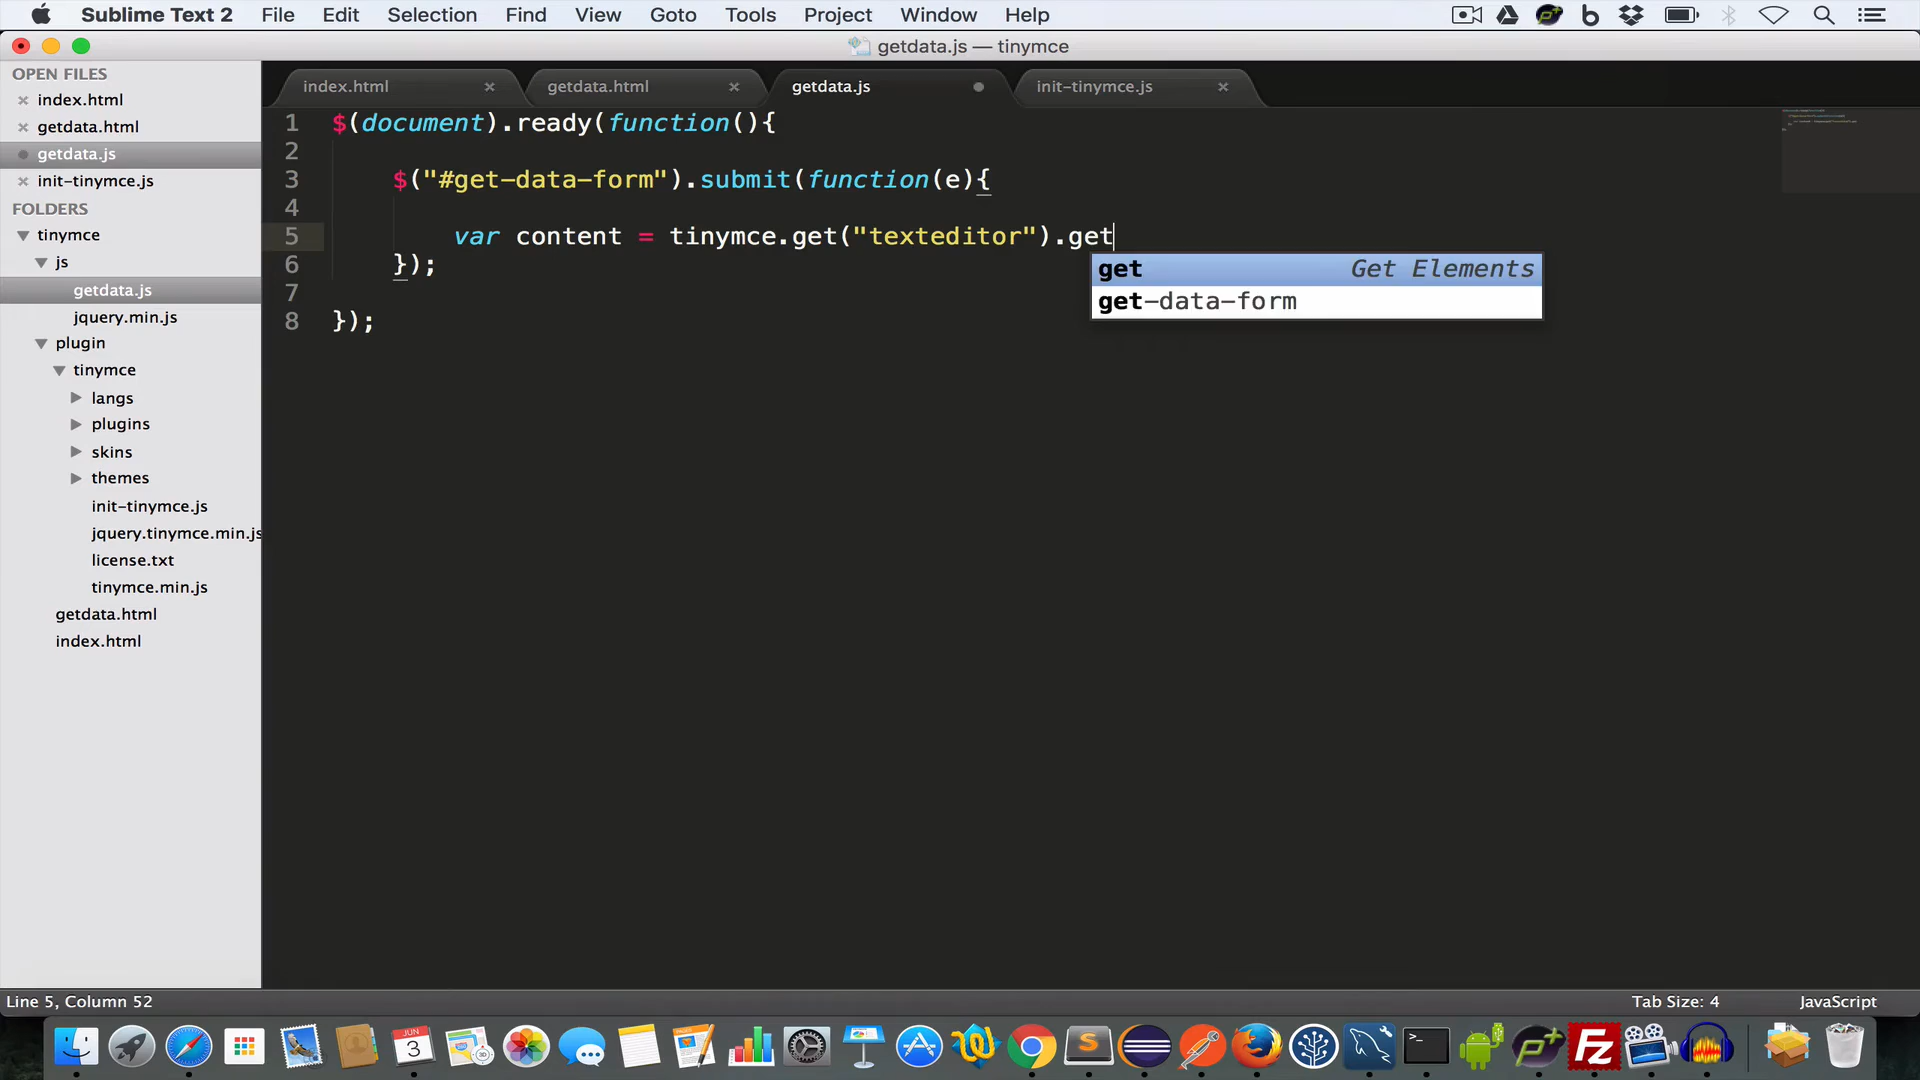 Sublime Text 2 File Edit Selection Find View Goto Tools Project Window Help
getdata.js — tinymce
OPEN FILES
index.html
getdata.html
getdata.js
init-tinymce.js
FOLDERS
tinymce
js
getdata.js
jquery.min.js
plugin
tinymce
langs
plugins
skins
themes
init-tinymce.js
jquery.tinymce.min.js
license.txt
tinymce.min.js
getdata.html
index.html
index.html getdata.html getdata.js init-tinymce.js
1 $(document).ready(function(){
2
3 $("#get-data-form").submit(function(e){
4
5 var content = tinymce.get("texteditor").get
6 });
7
8 });
get Get Elements
get-data-form
Line 5, Column 52 Tab Size: 4 JavaScript
JUN
3